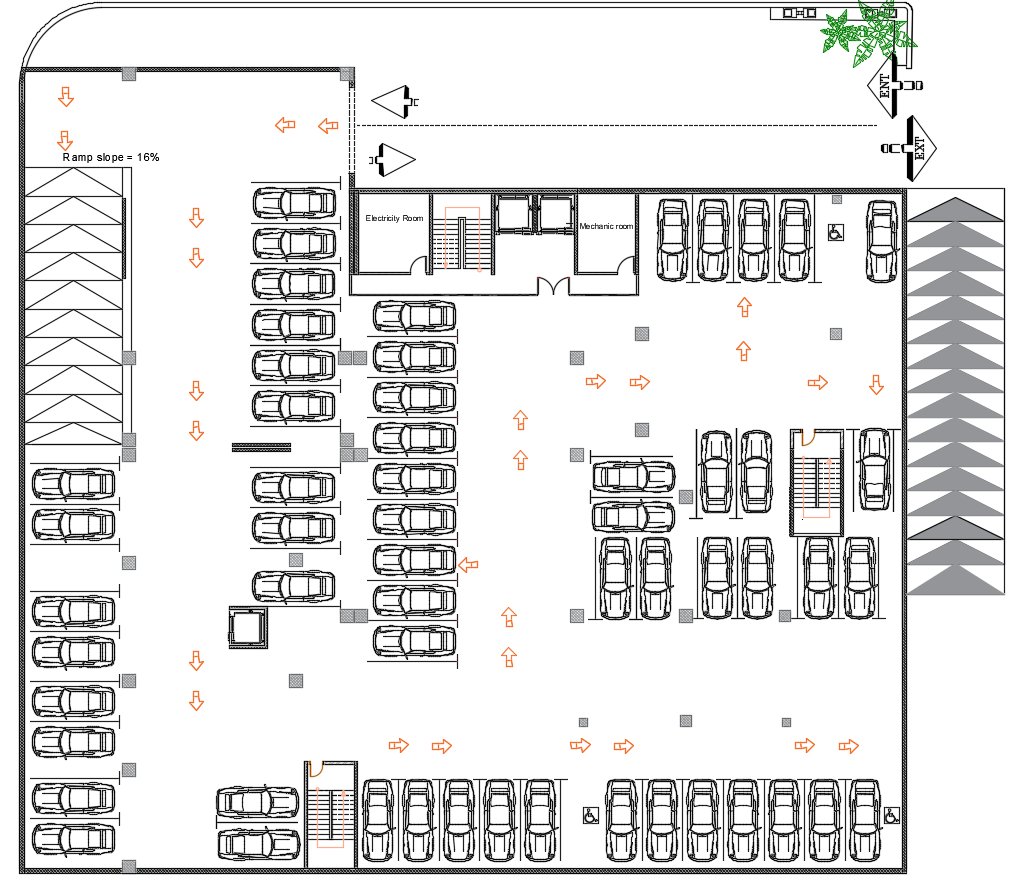 ENT
EXT
Ramp slope = 16%
Electricity Room
Mechanic room